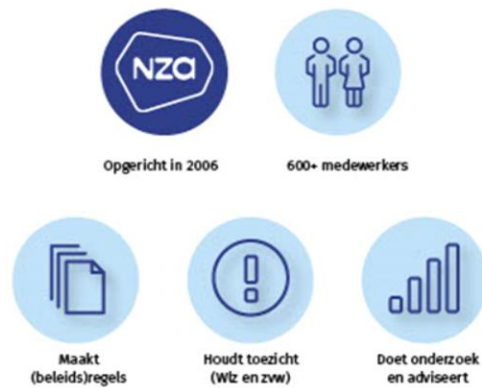 NZa
Opgericht in 2006
600+ medewerkers
Maakt
(beleids)regels
Houdt toezicht
(Wlz en zvw)
Doet onderzoek
en adviseert